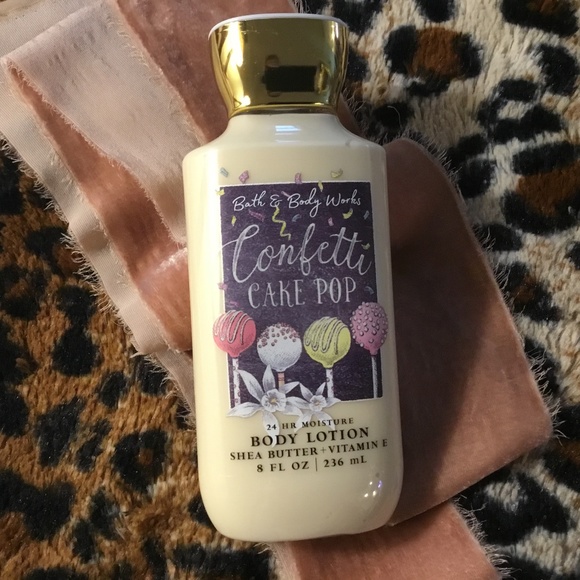 Bath & Body Works
Confetti
CAKE POP
24 HR MOISTURE
BODY LOTION
SHEA BUTTER + VITAMIN E
8 FL OZ | 236 mL